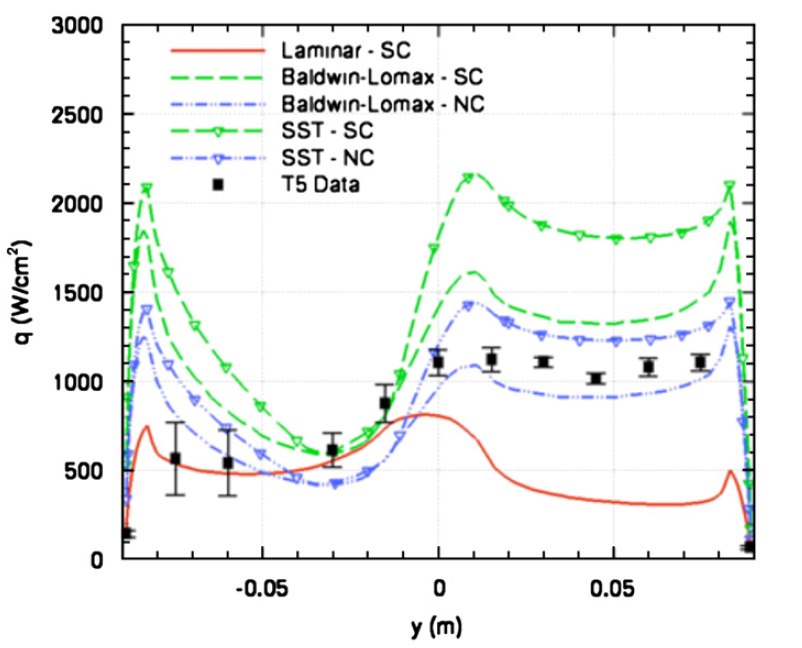 3000
2500
2000
1500
1000
500
0
q (W/cm²)
Laminar - SC
Baldwin-Lomax - SC
Baldwin-Lomax - NC
SST - SC
SST - NC
T5 Data
-0.05
0
0.05
y (m)